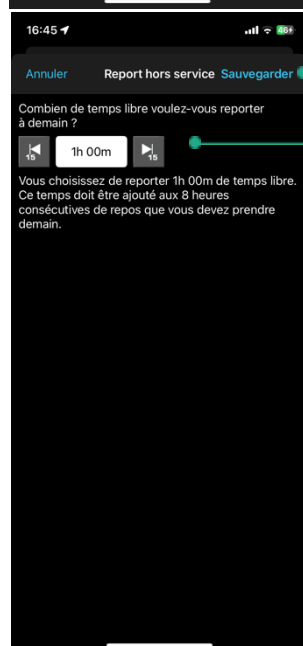 16:45
46
Annuler Report hors service Sauvegarder
Combien de temps libre voulez-vous reporter
à demain ?
15 1h 00m 15
Vous choisissez de reporter 1h 00m de temps libre.
Ce temps doit être ajouté aux 8 heures
consécutives de repos que vous devez prendre
demain.